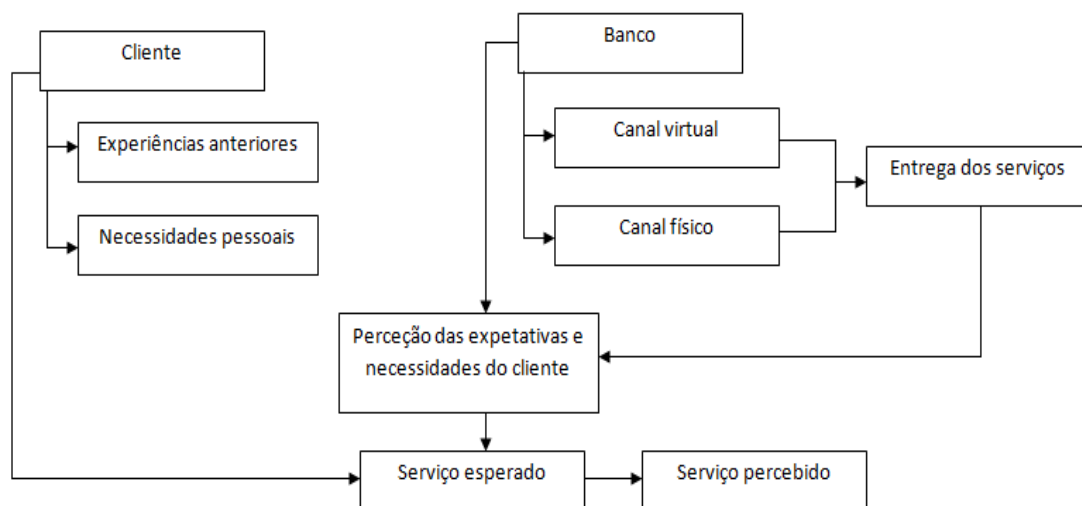 Cliente
Banco
Experiências anteriores
Canal virtual
Entrega dos serviços
Necessidades pessoais
Canal físico
Perceção das expetativas e
necessidades do cliente
Serviço esperado
Serviço percebido